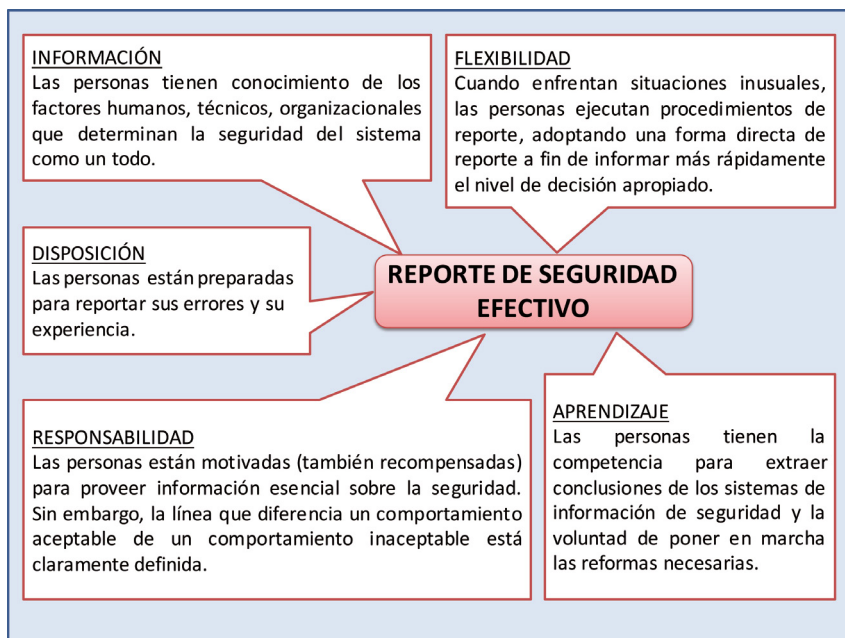 INFORMACIÓN
Las personas tienen conocimiento de los
factores humanos, técnicos, organizacionales
que determinan la seguridad del sistema
como un todo.
FLEXIBILIDAD
Cuando enfrentan situaciones inusuales,
las personas ejecutan procedimientos de
reporte, adoptando una forma directa de
reporte a fin de informar más rápidamente
el nivel de decisión apropiado.
DISPOSICIÓN
Las personas están preparadas
para reportar sus errores y su
experiencia.
REPORTE DE SEGURIDAD
EFECTIVO
RESPONSABILIDAD
Las personas están motivadas (también recompensadas)
para proveer información esencial sobre la seguridad.
Sin embargo, la línea que diferencia un comportamiento
aceptable de un comportamiento inaceptable está
claramente definida.
APRENDIZAJE
Las personas tienen la
competencia para extraer
conclusiones de los sistemas de
información de seguridad y la
voluntad de poner en marcha
las reformas necesarias.